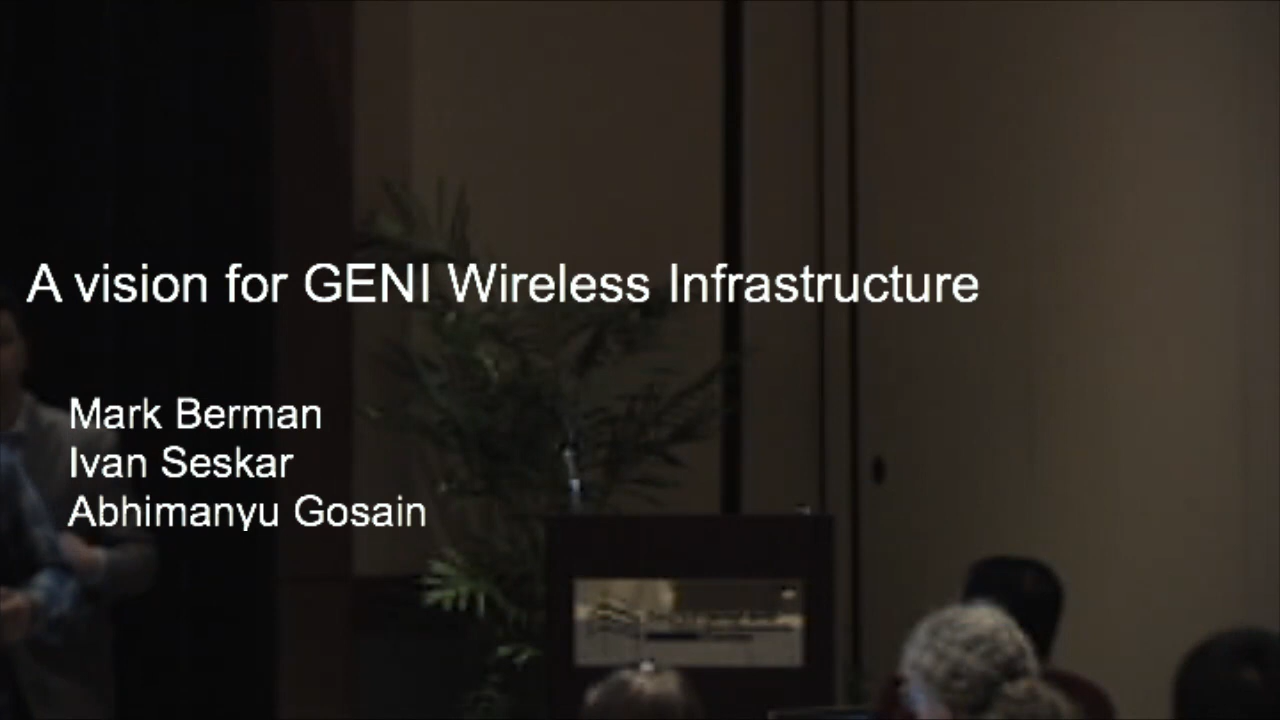 A vision for GENI Wireless Infrastructure
Mark Berman
Ivan Seskar
Abhimanyu Gosain